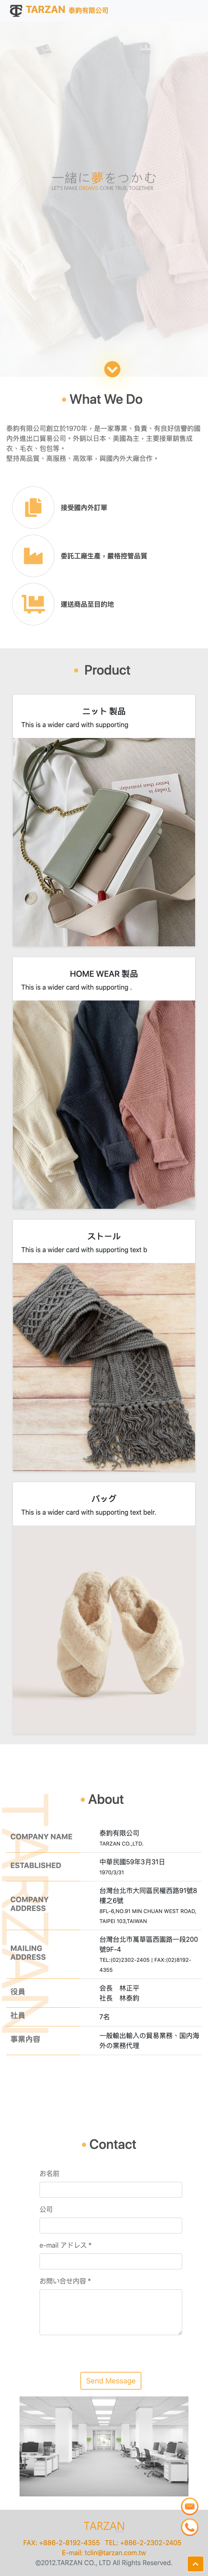 TARZAN 泰鈞有限公司
一緒に夢をつかむ
LET'S MAKE DREAMS COME TRUE, TOGETHER
What We Do
泰鈞有限公司創立於1970年，是一家專業、負責、有良好信譽的國
內外進出口貿易公司。外銷以日本、美國為主，主要接單銷售成
衣、毛衣、包包等。
堅持高品質、高服務、高效率，與國內外大廠合作。
接受國內外訂單
委託工廠生產，嚴格控管品質
運送商品至目的地
Product
ニット 製品
This is a wider card with supporting
Today is
better than yesterday
HOME WEAR 製品
This is a wider card with supporting .
ストール
This is a wider card with supporting text b
バッグ
This is a wider card with supporting text belr.
About
TARZAN
COMPANY NAME
泰鈞有限公司
TARZAN CO.,LTD.
ESTABLISHED
中華民國59年3月31日
1970/3/31
COMPANY
ADDRESS
台灣台北市大同區民權西路91號8
樓之6號
8FL-6,NO.91 MIN CHUAN WEST ROAD,
TAIPEI 103,TAIWAN
MAILING
ADDRESS
台灣台北市萬華區西園路一段200
號9F-4
TEL:(02)2302-2405 | FAX:(02)8192-
4355
役員
会長 林正平
社長 林泰鈞
社員
7名
事業内容
一般輸出輸入の貿易業務、国内海
外の業務代理
Contact
お名前
公司
e-mail アドレス *
お問い合せ内容 *
Send Message
TARZAN
FAX: +886-2-8192-4355 TEL: +886-2-2302-2405
E-mail: tclin@tarzan.com.tw
©2012.TARZAN CO., LTD All Rights Reserved.